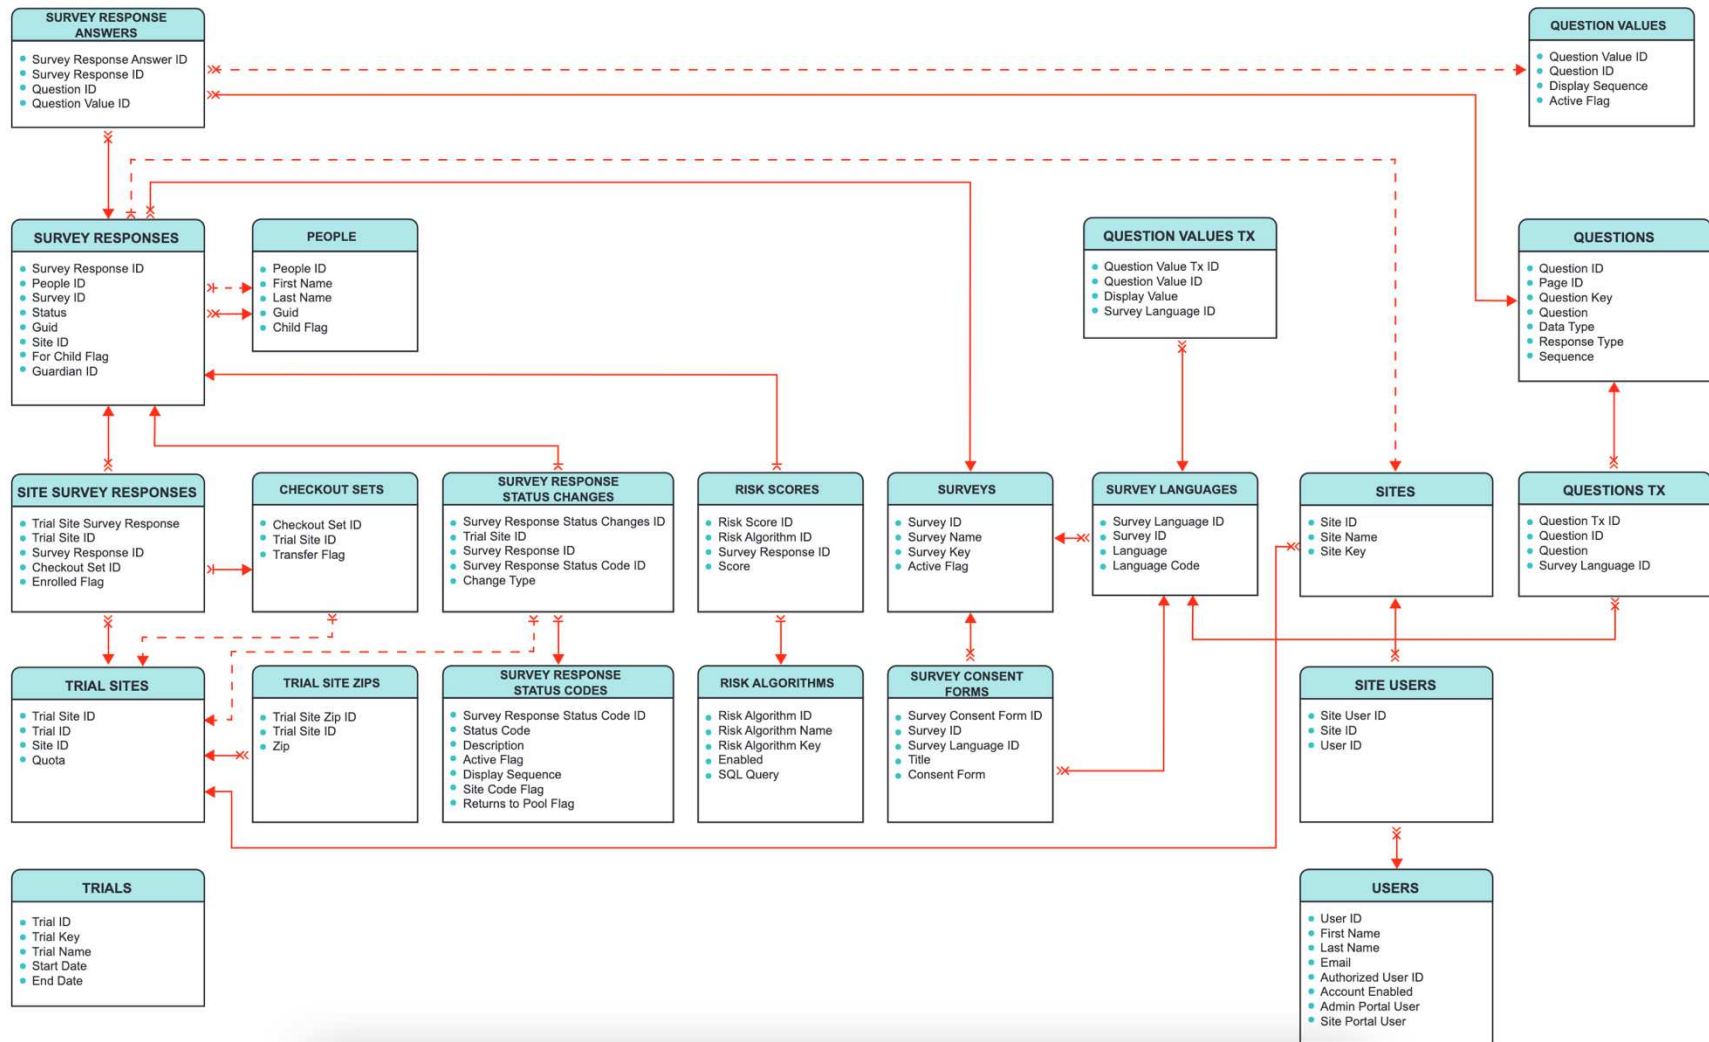 SURVEY RESPONSE
ANSWERS
Survey Response Answer ID
Survey Response ID
Question ID
Question Value ID
QUESTION VALUES
Question Value ID
Question ID
Display Sequence
Active Flag
SURVEY RESPONSES
Survey Response ID
People ID
Survey ID
Status
Guid
Site ID
For Child Flag
Guardian ID
PEOPLE
People ID
First Name
Last Name
Guid
Child Flag
QUESTION VALUES TX
Question Value Tx ID
Question Value ID
Display Value
Survey Language ID
QUESTIONS
Question ID
Page ID
Question Key
Question
Data Type
Response Type
Sequence
SITE SURVEY RESPONSES
Trial Site Survey Response
Trial Site ID
Survey Response ID
Checkout Set ID
Enrolled Flag
CHECKOUT SETS
Checkout Set ID
Trial Site ID
Transfer Flag
SURVEY RESPONSE
STATUS CHANGES
Survey Response Status Changes ID
Trial Site ID
Survey Response ID
Survey Response Status Code ID
Change Type
RISK SCORES
Risk Score ID
Risk Algorithm ID
Survey Response ID
Score
SURVEYS
Survey ID
Survey Name
Survey Key
Active Flag
SURVEY LANGUAGES
Survey Language ID
Survey ID
Language
Language Code
SITES
Site ID
Site Name
Site Key
QUESTIONS TX
Question Tx ID
Question ID
Question
Survey Language ID
TRIAL SITES
Trial Site ID
Trial ID
Site ID
Quota
TRIAL SITE ZIPS
Trial Site Zip ID
Trial Site ID
Zip
SURVEY RESPONSE
STATUS CODES
Survey Response Status Code ID
Status Code
Description
Active Flag
Display Sequence
Site Code Flag
Returns to Pool Flag
RISK ALGORITHMS
Risk Algorithm ID
Risk Algorithm Name
Risk Algorithm Key
Enabled
SQL Query
SURVEY CONSENT
FORMS
Survey Consent Form ID
Survey ID
Survey Language ID
Title
Consent Form
SITE USERS
Site User ID
Site ID
User ID
TRIALS
Trial ID
Trial Key
Trial Name
Start Date
End Date
USERS
User ID
First Name
Last Name
Email
Authorized User ID
Account Enabled
Admin Portal User
Site Portal User